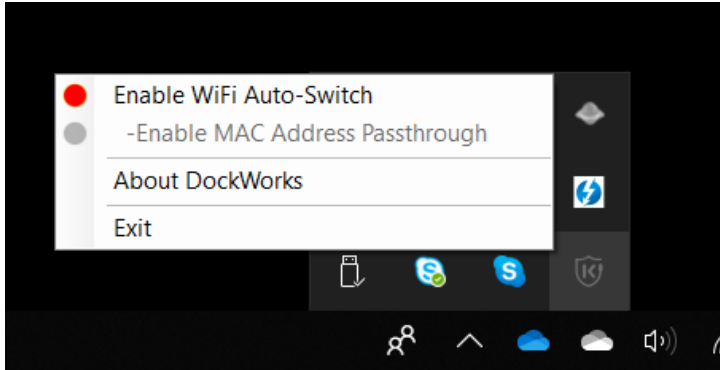 Enable WiFi Auto-Switch
-Enable MAC Address Passthrough
About DockWorks
Exit